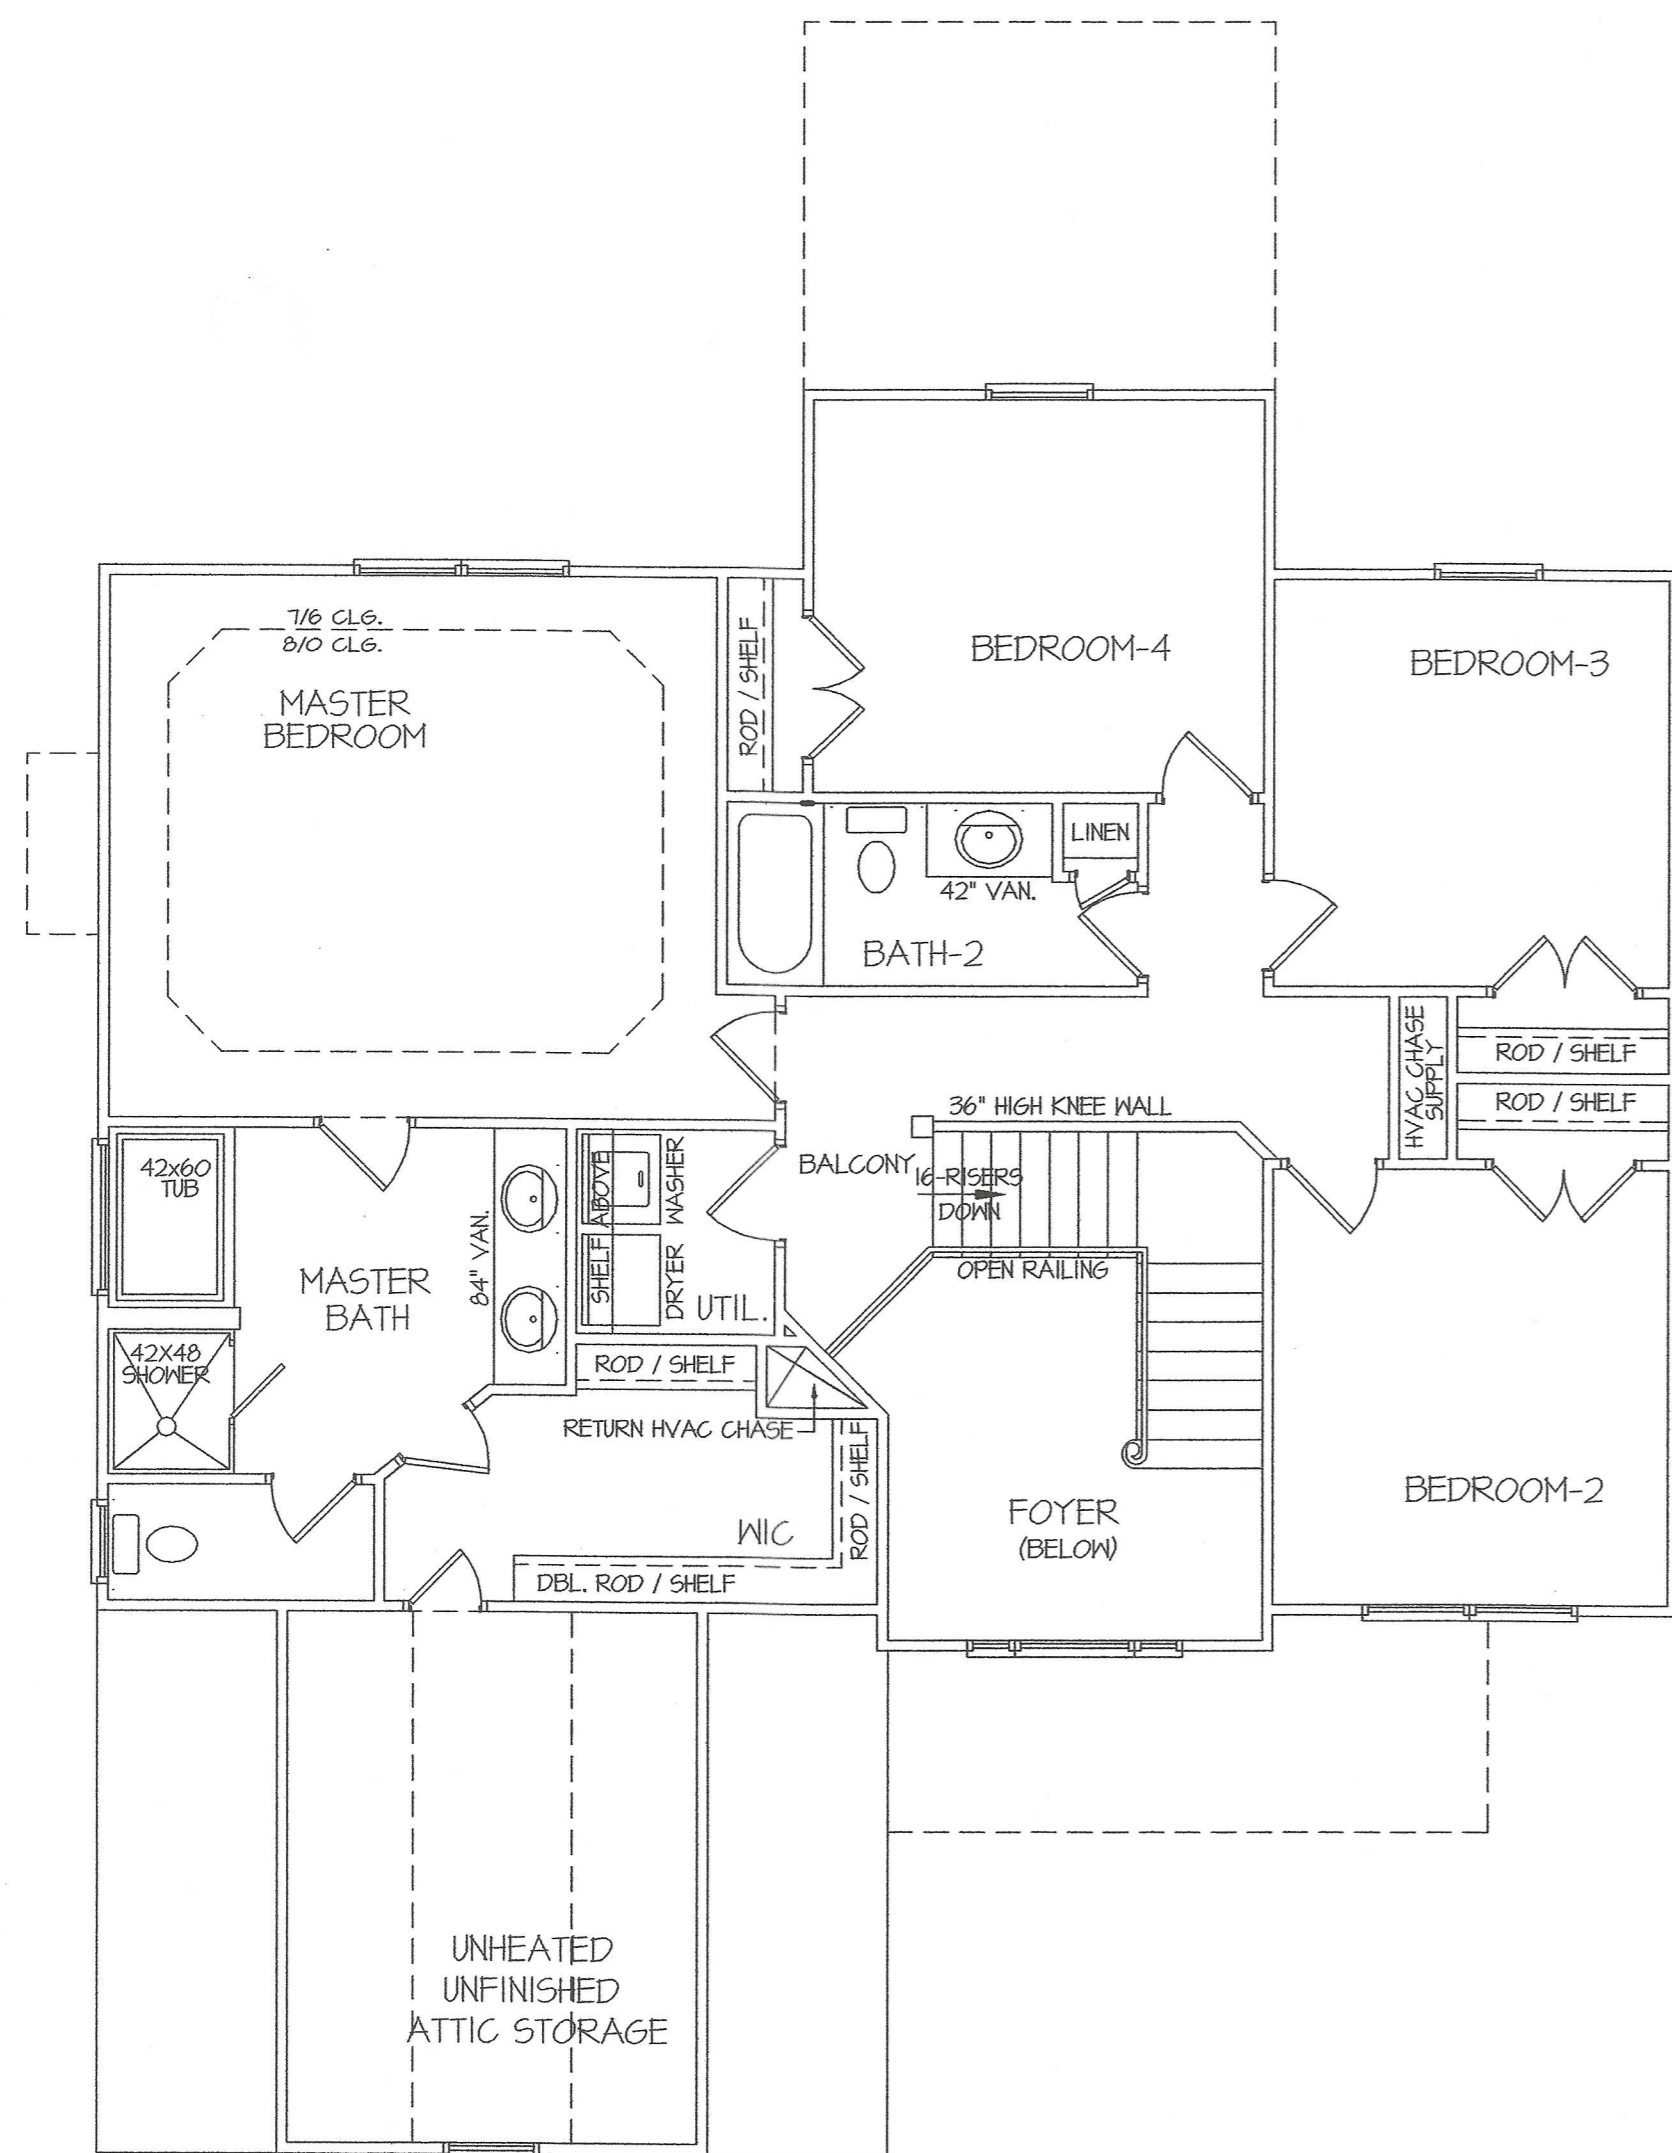 7/6 CLG.
8/0 CLG.
MASTER
BEDROOM
ROD / SHELF
BEDROOM-4
BEDROOM-3
LINEN
42" VAN.
BATH-2
HVAC CHASE
SUPPLY
ROD / SHELF
ROD / SHELF
36" HIGH KNEE WALL
BALCONY
16-RISERS
DOWN
OPEN RAILING
42x60
TUB
84" VAN.
SHELF ABOVE
WASHER
DRYER
UTIL.
MASTER
BATH
42X48
SHOWER
ROD / SHELF
RETURN HVAC CHASE
ROD / SHELF
WIC
DBL. ROD / SHELF
FOYER
(BELOW)
BEDROOM-2
UNHEATED
UNFINISHED
ATTIC STORAGE